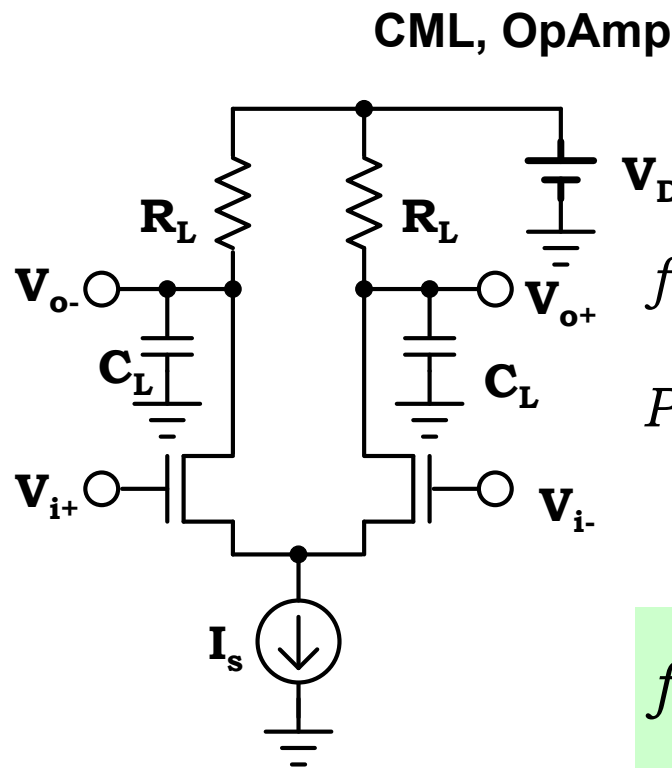 CML, OpAmp
V_D
R_L R_L
V_o- V_o+
f
C_L C_L
P
V_i+ V_i-
I_s
f